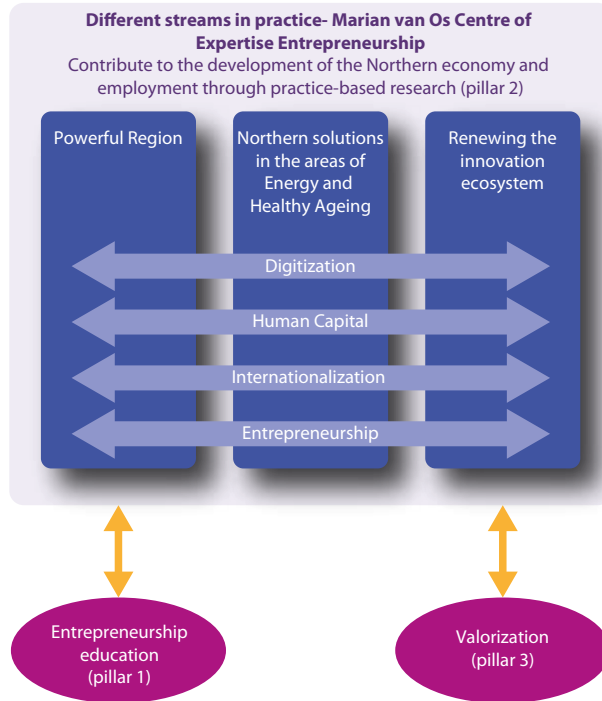 Different streams in practice- Marian van Os Centre of
Expertise Entrepreneurship
Contribute to the development of the Northern economy and
employment through practice-based research (pillar 2)
Powerful Region
Northern solutions
in the areas of
Energy and
Healthy Ageing
Renewing the
innovation
ecosystem
Digitization
Human Capital
Internationalization
Entrepreneurship
Entrepreneurship
education
(pillar 1)
Valorization
(pillar 3)